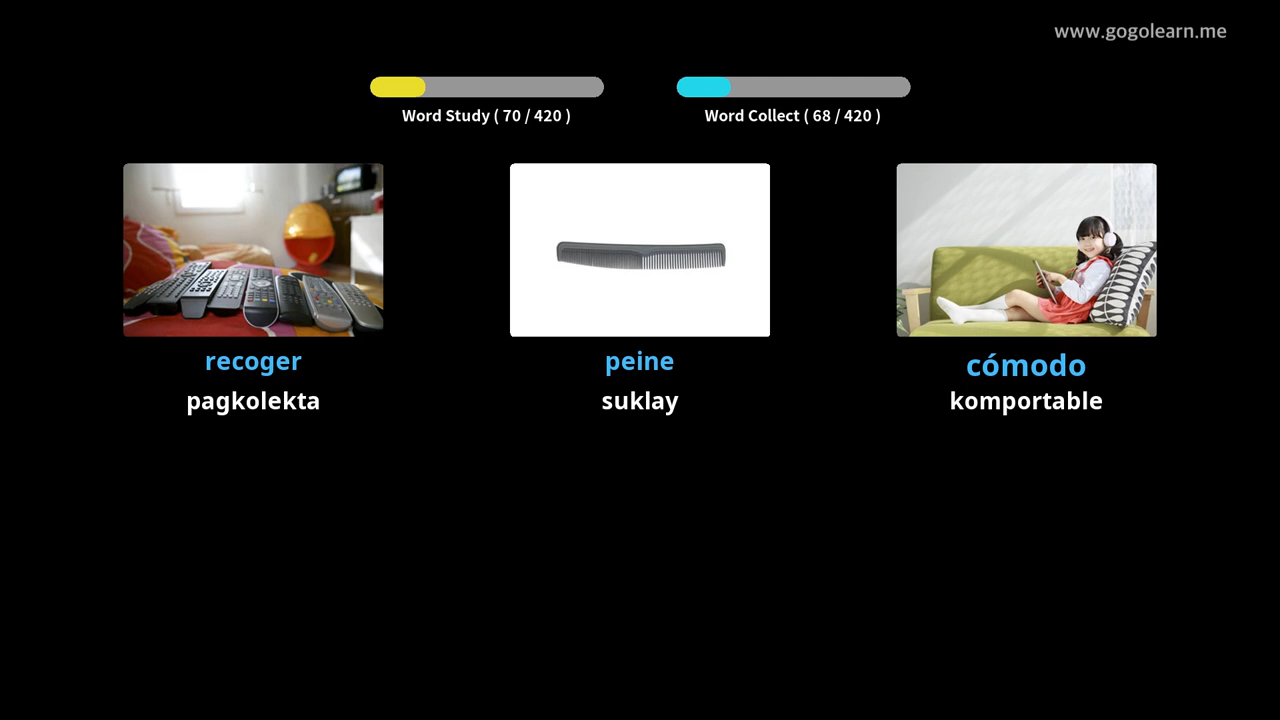 www.gogolearn.me
Word Study ( 70 / 420 )
Word Collect ( 68 / 420 )
recoger
pagkolekta
peine
suklay
cómodo
komportable